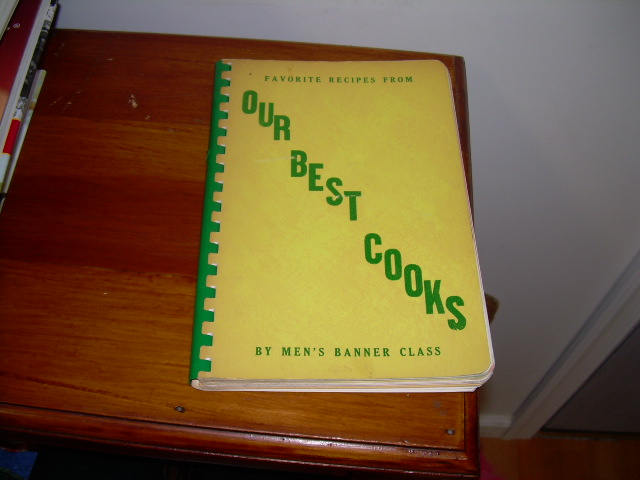 FAVORITE RECIPES FROM
OUR
BEST
COOKS
BY MEN'S BANNER CLASS